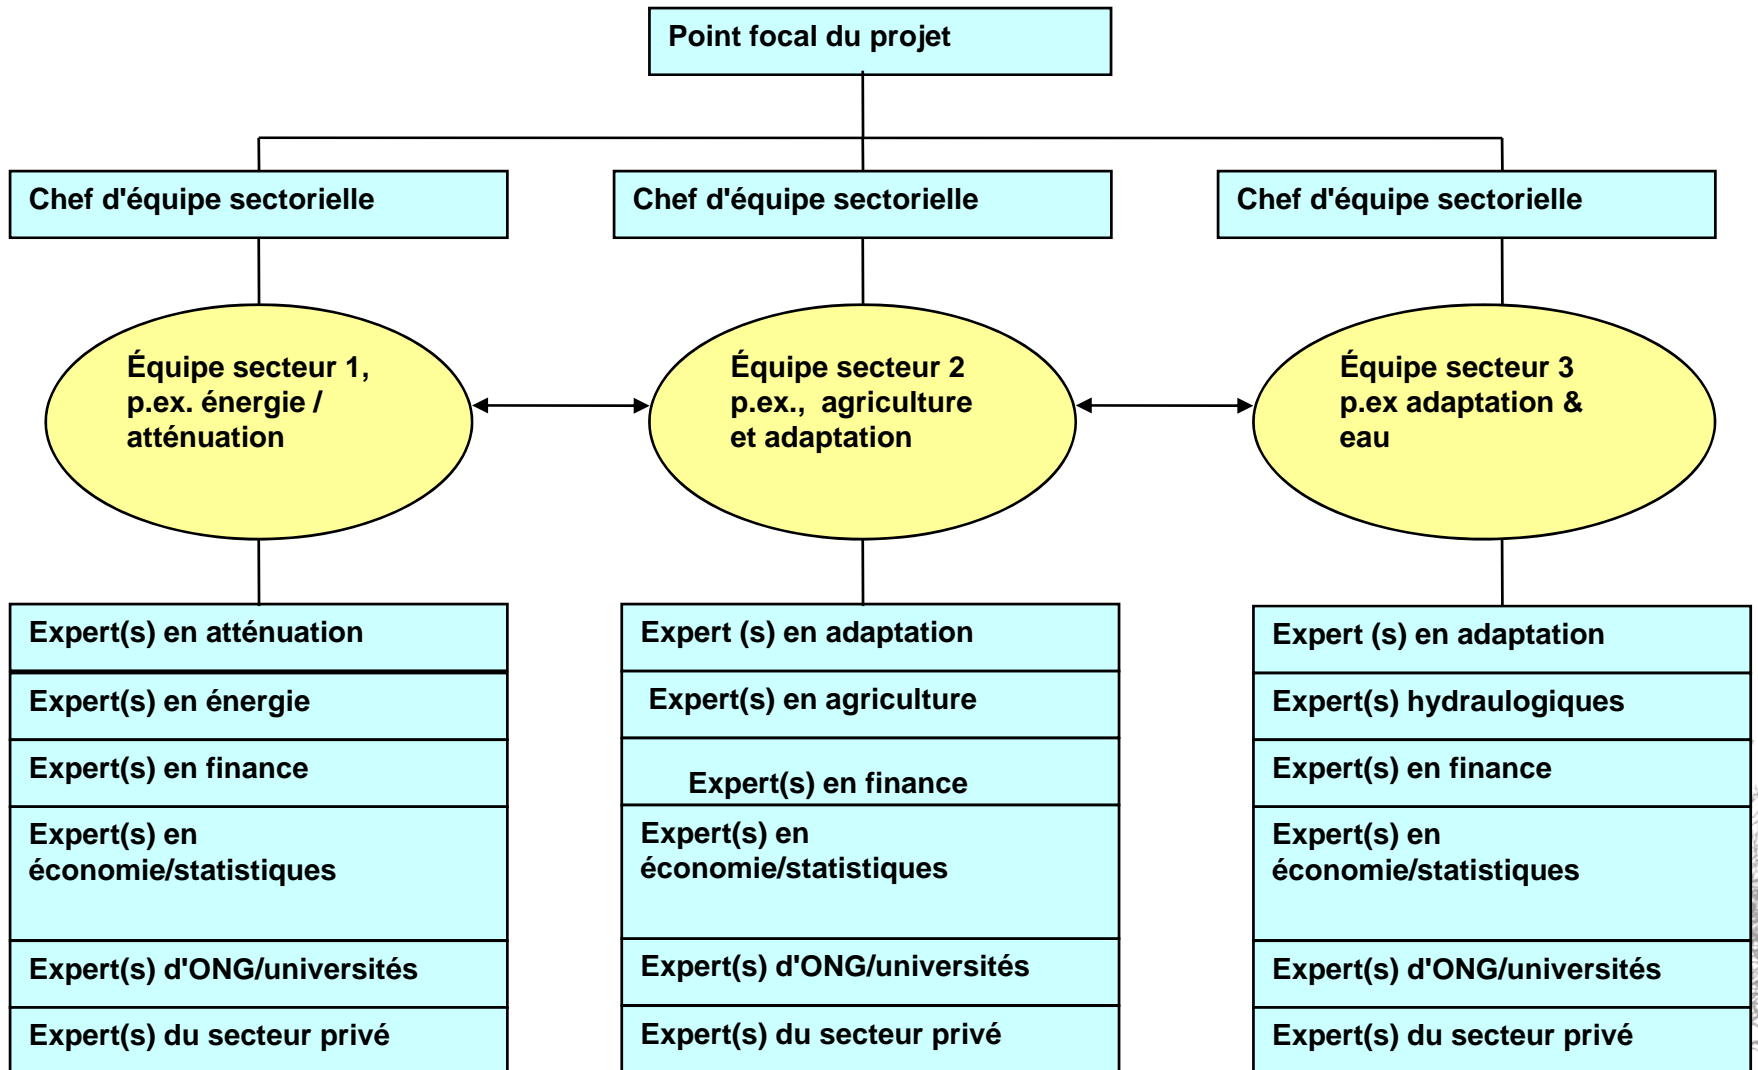 Point focal du projet
Chef d'équipe sectorielle
Chef d'équipe sectorielle
Chef d'équipe sectorielle
Équipe secteur 1,
p.ex. énergie /
atténuation
Équipe secteur 2
p.ex., agriculture
et adaptation
Équipe secteur 3
p.ex adaptation &
eau
Expert(s) en atténuation
Expert(s) en énergie
Expert(s) en finance
Expert(s) en
économie/statistiques
Expert(s) d'ONG/universités
Expert(s) du secteur privé
Expert (s) en adaptation
Expert(s) en agriculture
Expert(s) en finance
Expert(s) en
économie/statistiques
Expert(s) d'ONG/universités
Expert(s) du secteur privé
Expert (s) en adaptation
Expert(s) hydraulogiques
Expert(s) en finance
Expert(s) en
économie/statistiques
Expert(s) d'ONG/universités
Expert(s) du secteur privé